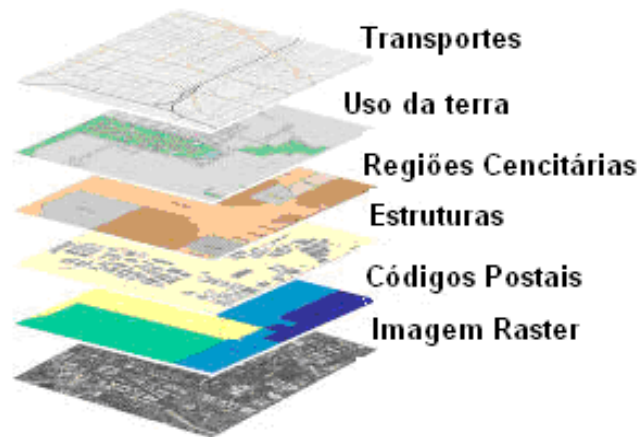 Transportes
Uso da terra
Regiões Cencitárias
Estruturas
Códigos Postais
Imagem Raster